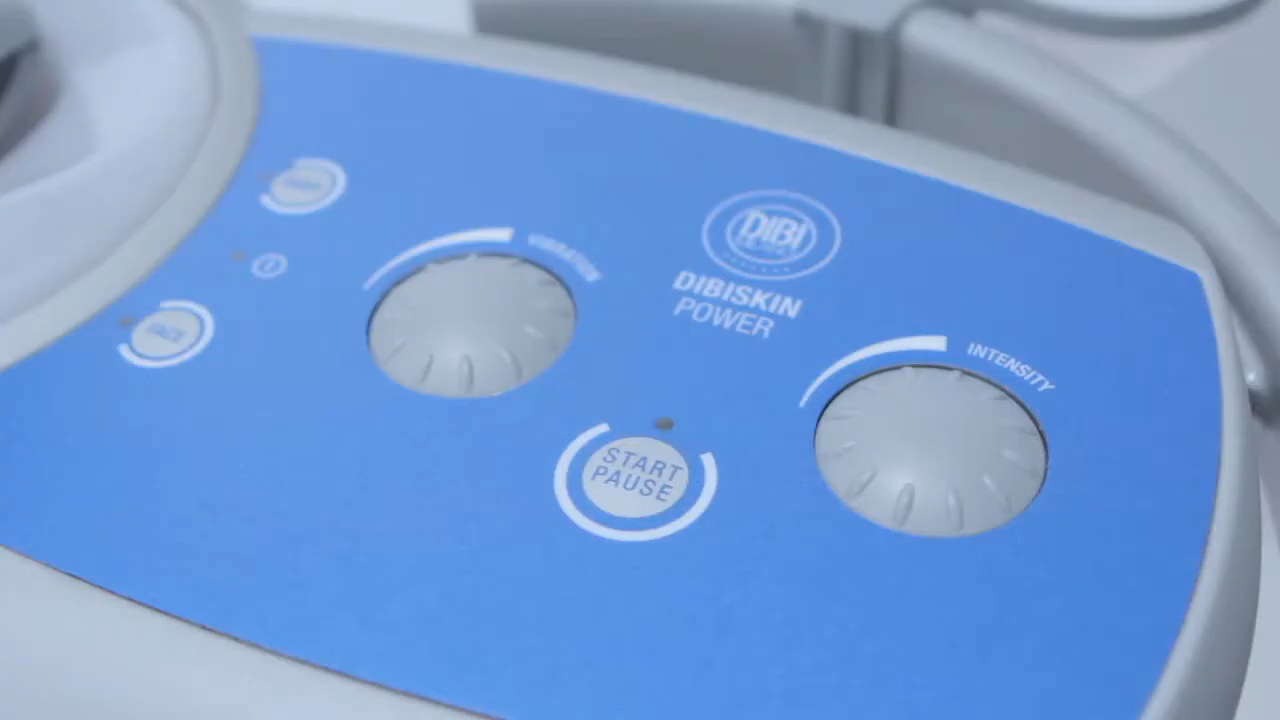 VIBRATION
DIBI
DIBISKIN
POWER
INTENSITY
START
PAUSE
FACE